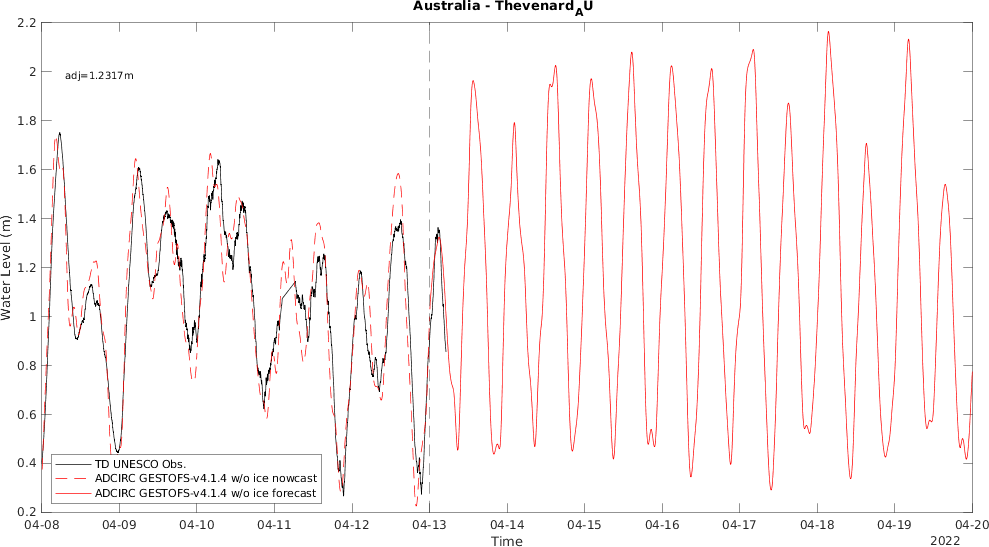 Australia - Thevenard_AU
adj=1.2317m
2.2
2
1.8
1.6
1.4
1.2
1
0.8
0.6
0.4
0.2
Water Level (m)
TD UNESCO Obs.
ADCIRC GESTOFS-v4.1.4 w/o ice nowcast
ADCIRC GESTOFS-v4.1.4 w/o ice forecast
04-08 04-09 04-10 04-11 04-12 04-13 04-14 04-15 04-16 04-17 04-18 04-19 04-20
Time
2022